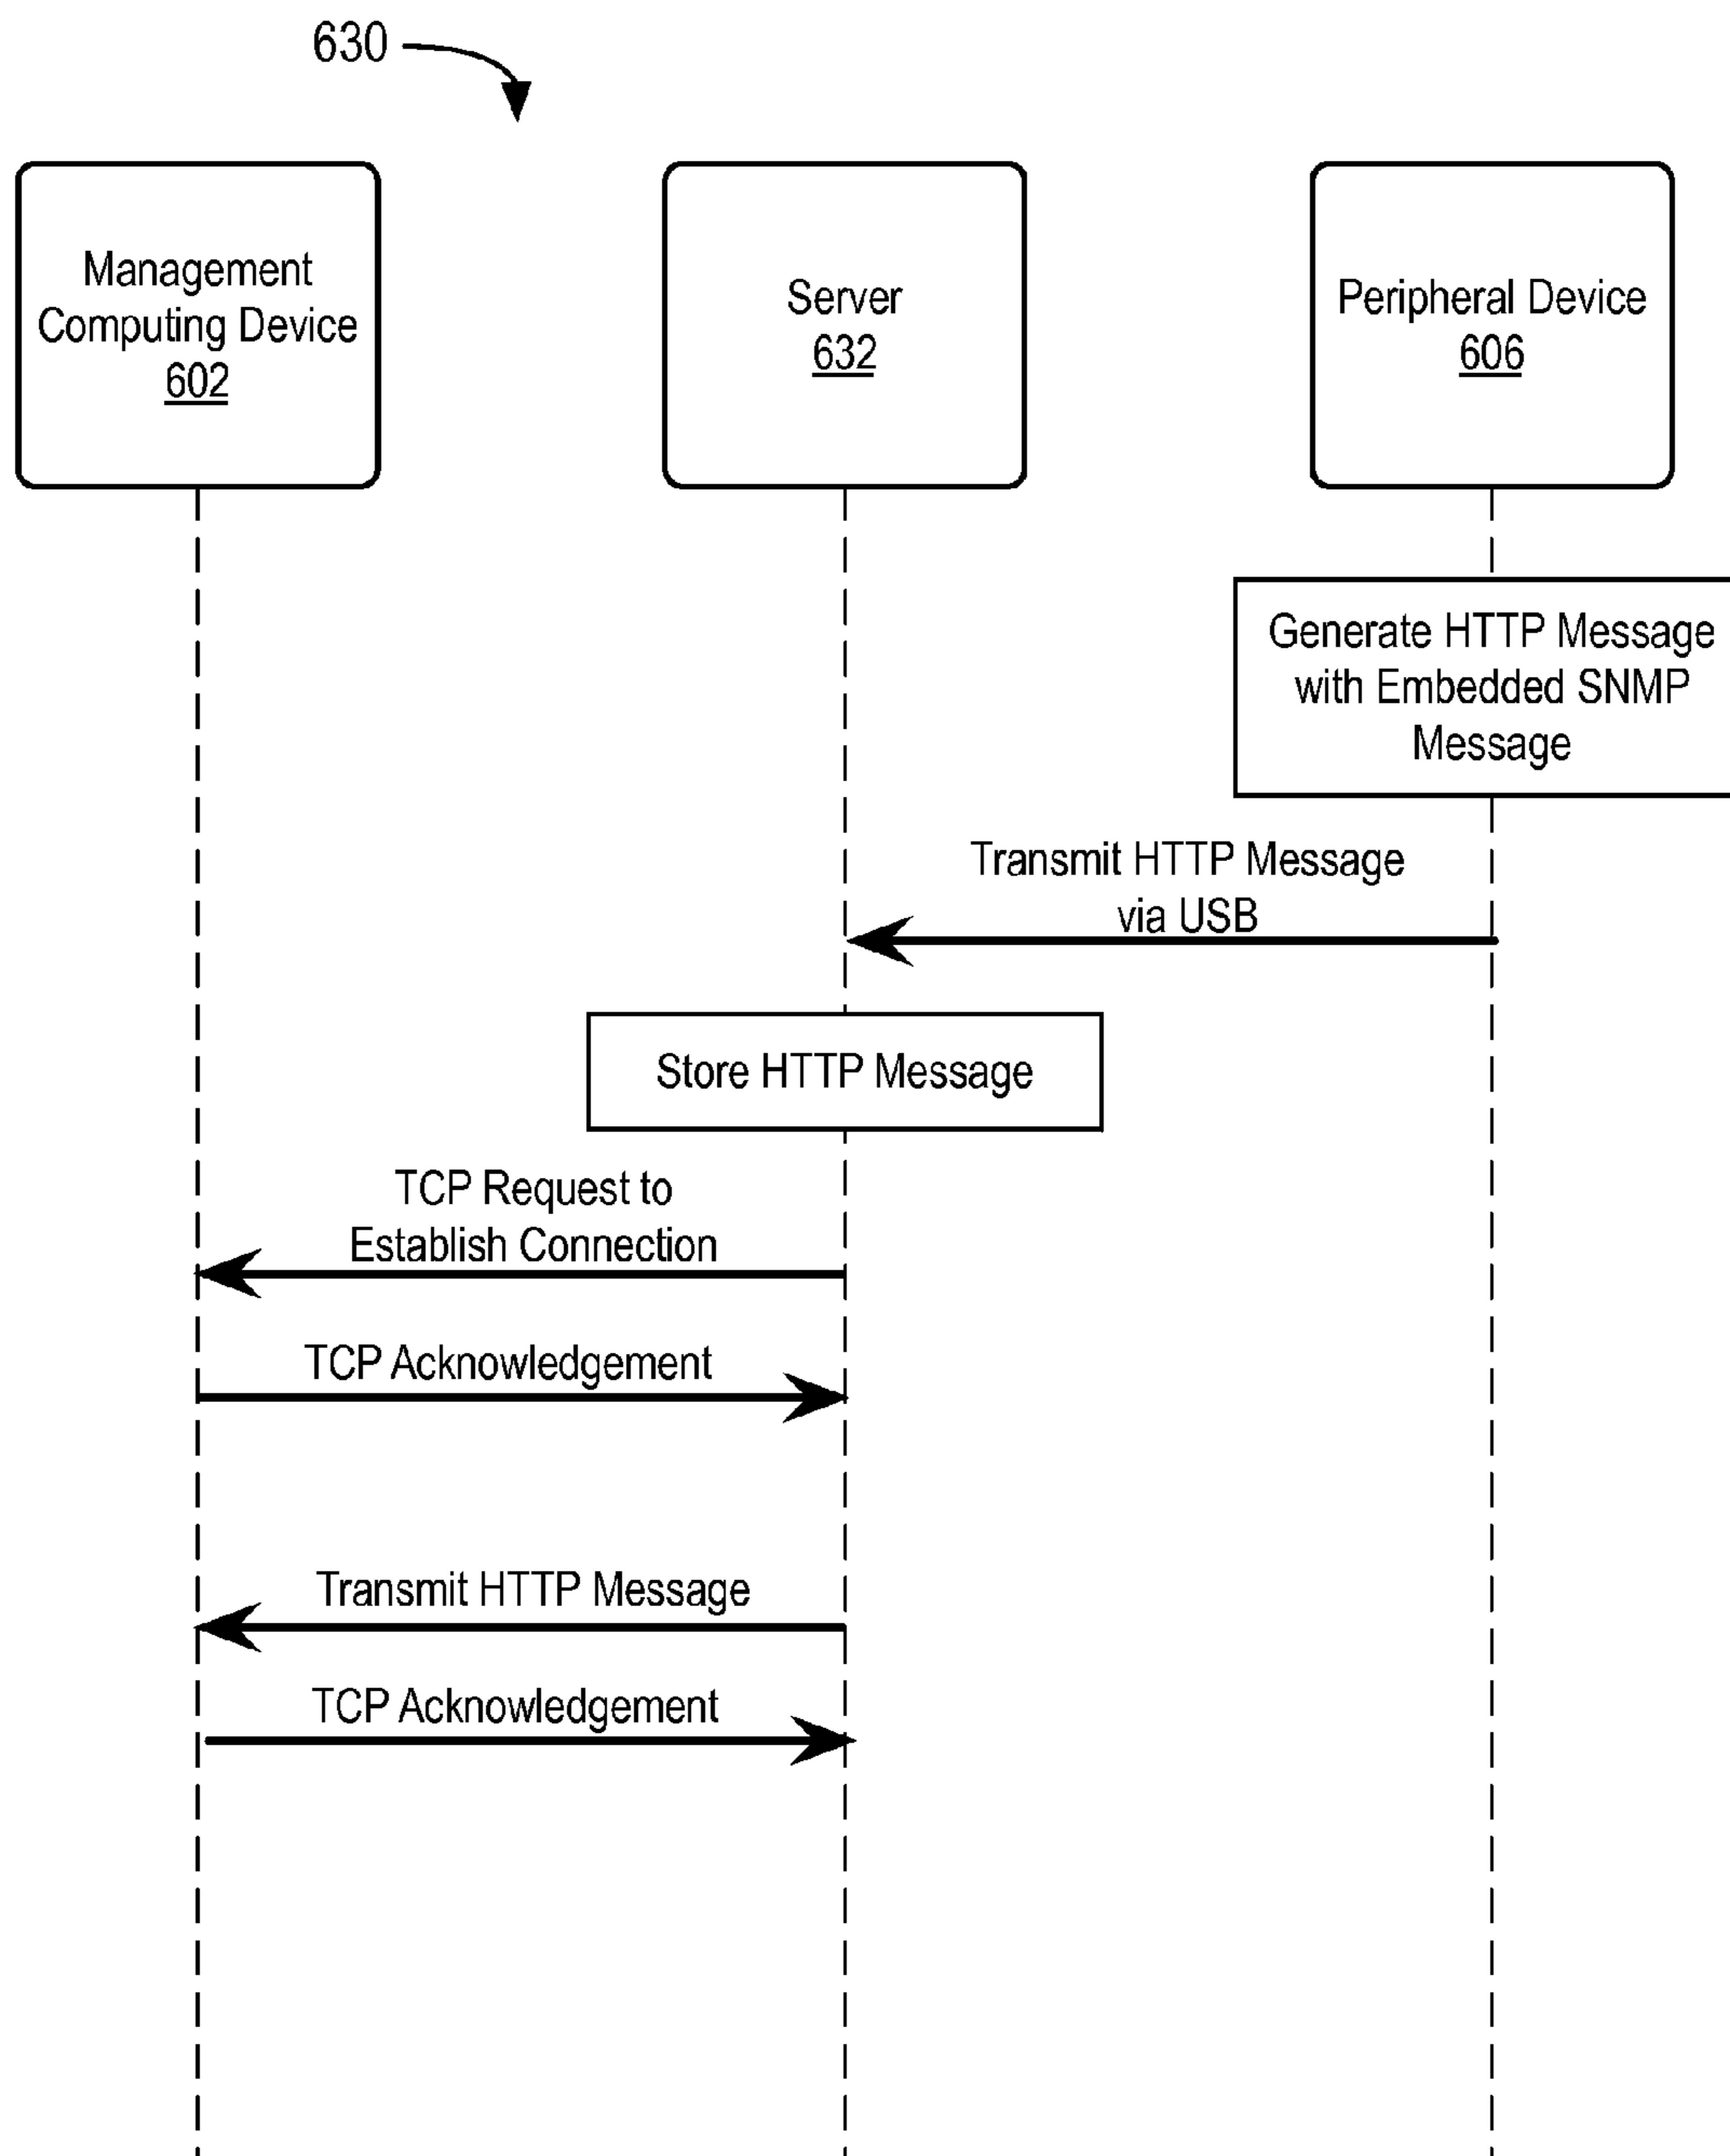 630
Management
Computing Device
602
Server
632
Peripheral Device
606
Generate HTTP Message
with Embedded SNMP
Message
Transmit HTTP Message
via USB
Store HTTP Message
TCP Request to
Establish Connection
TCP Acknowledgement
Transmit HTTP Message
TCP Acknowledgement